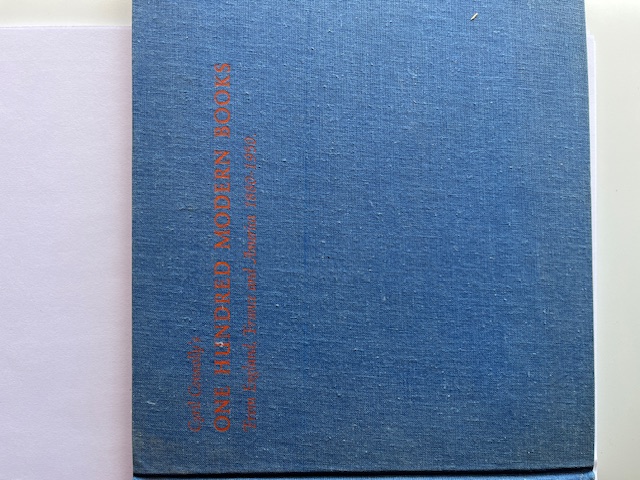 Cyril Connolly's
ONE HUNDRED MODERN BOOKS
From England, France and America 1880-1950